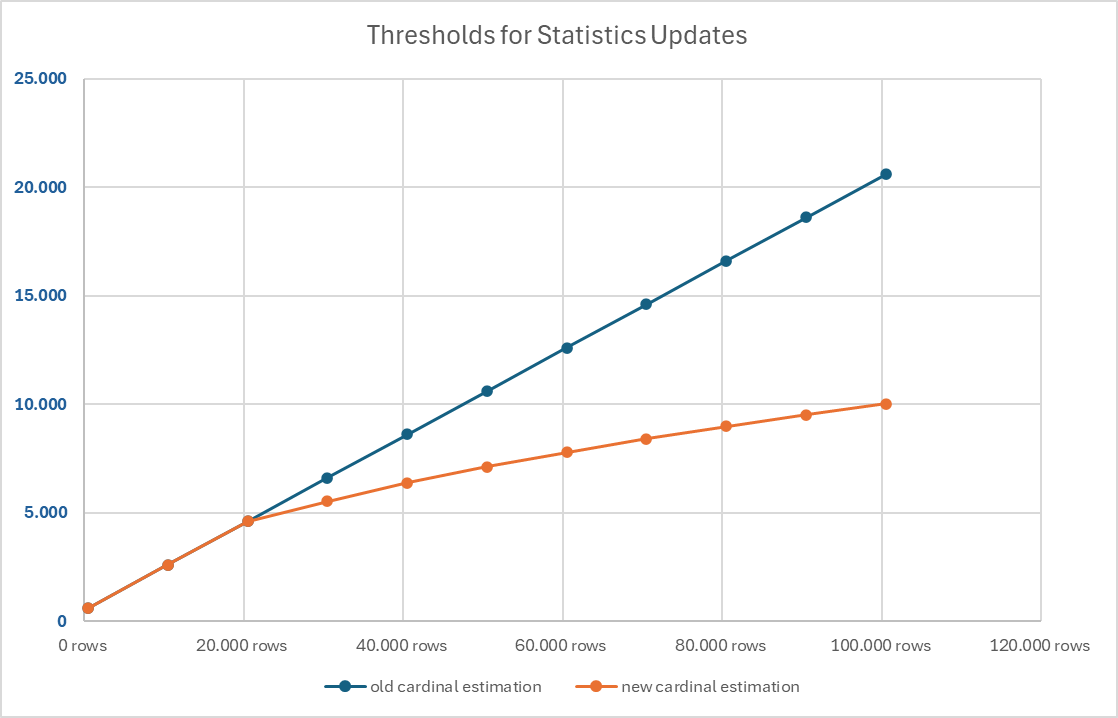 Thresholds for Statistics Updates
25.000
20.000
15.000
10.000
5.000
0
0 rows 20.000 rows 40.000 rows 60.000 rows 80.000 rows 100.000 rows 120.000 rows
old cardinal estimation new cardinal estimation